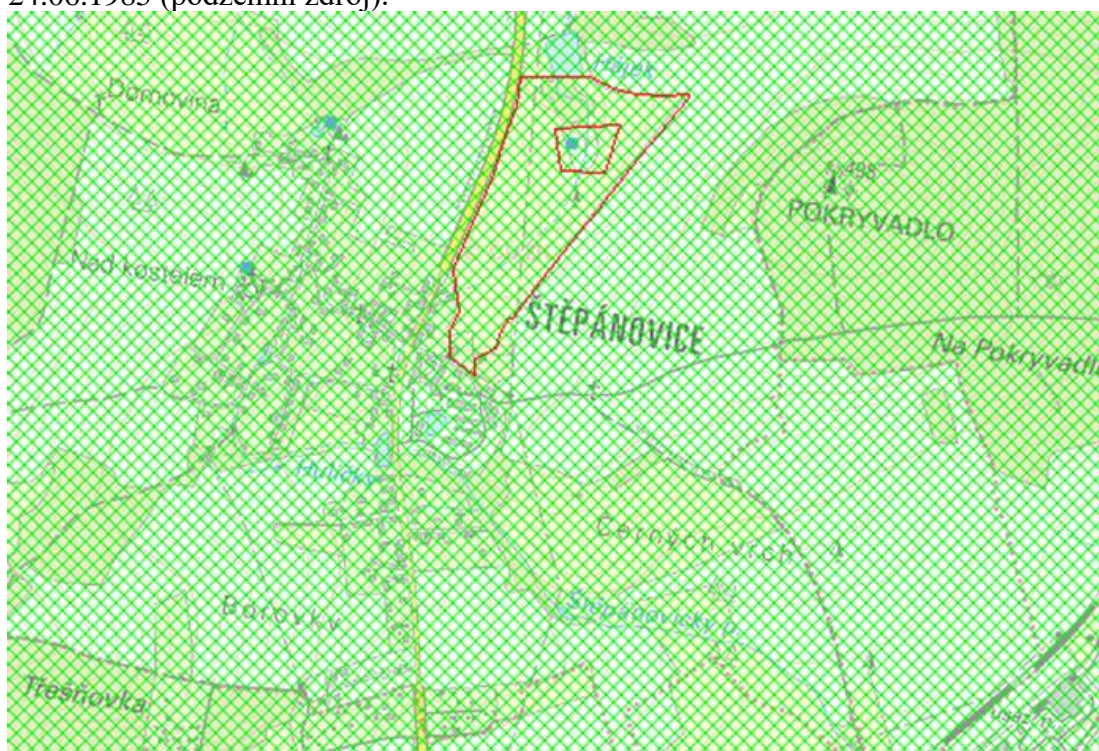 24.06.1985 (podzemní zdroj).
Hájek
Domovina
498
POKRYVADLO
Nad kostelem
ŠTĚPÁNOVICE
Na Pokryvadl
Hůrky
Černých vrch
Borovky
Štěpánovický p.
Třešňovka